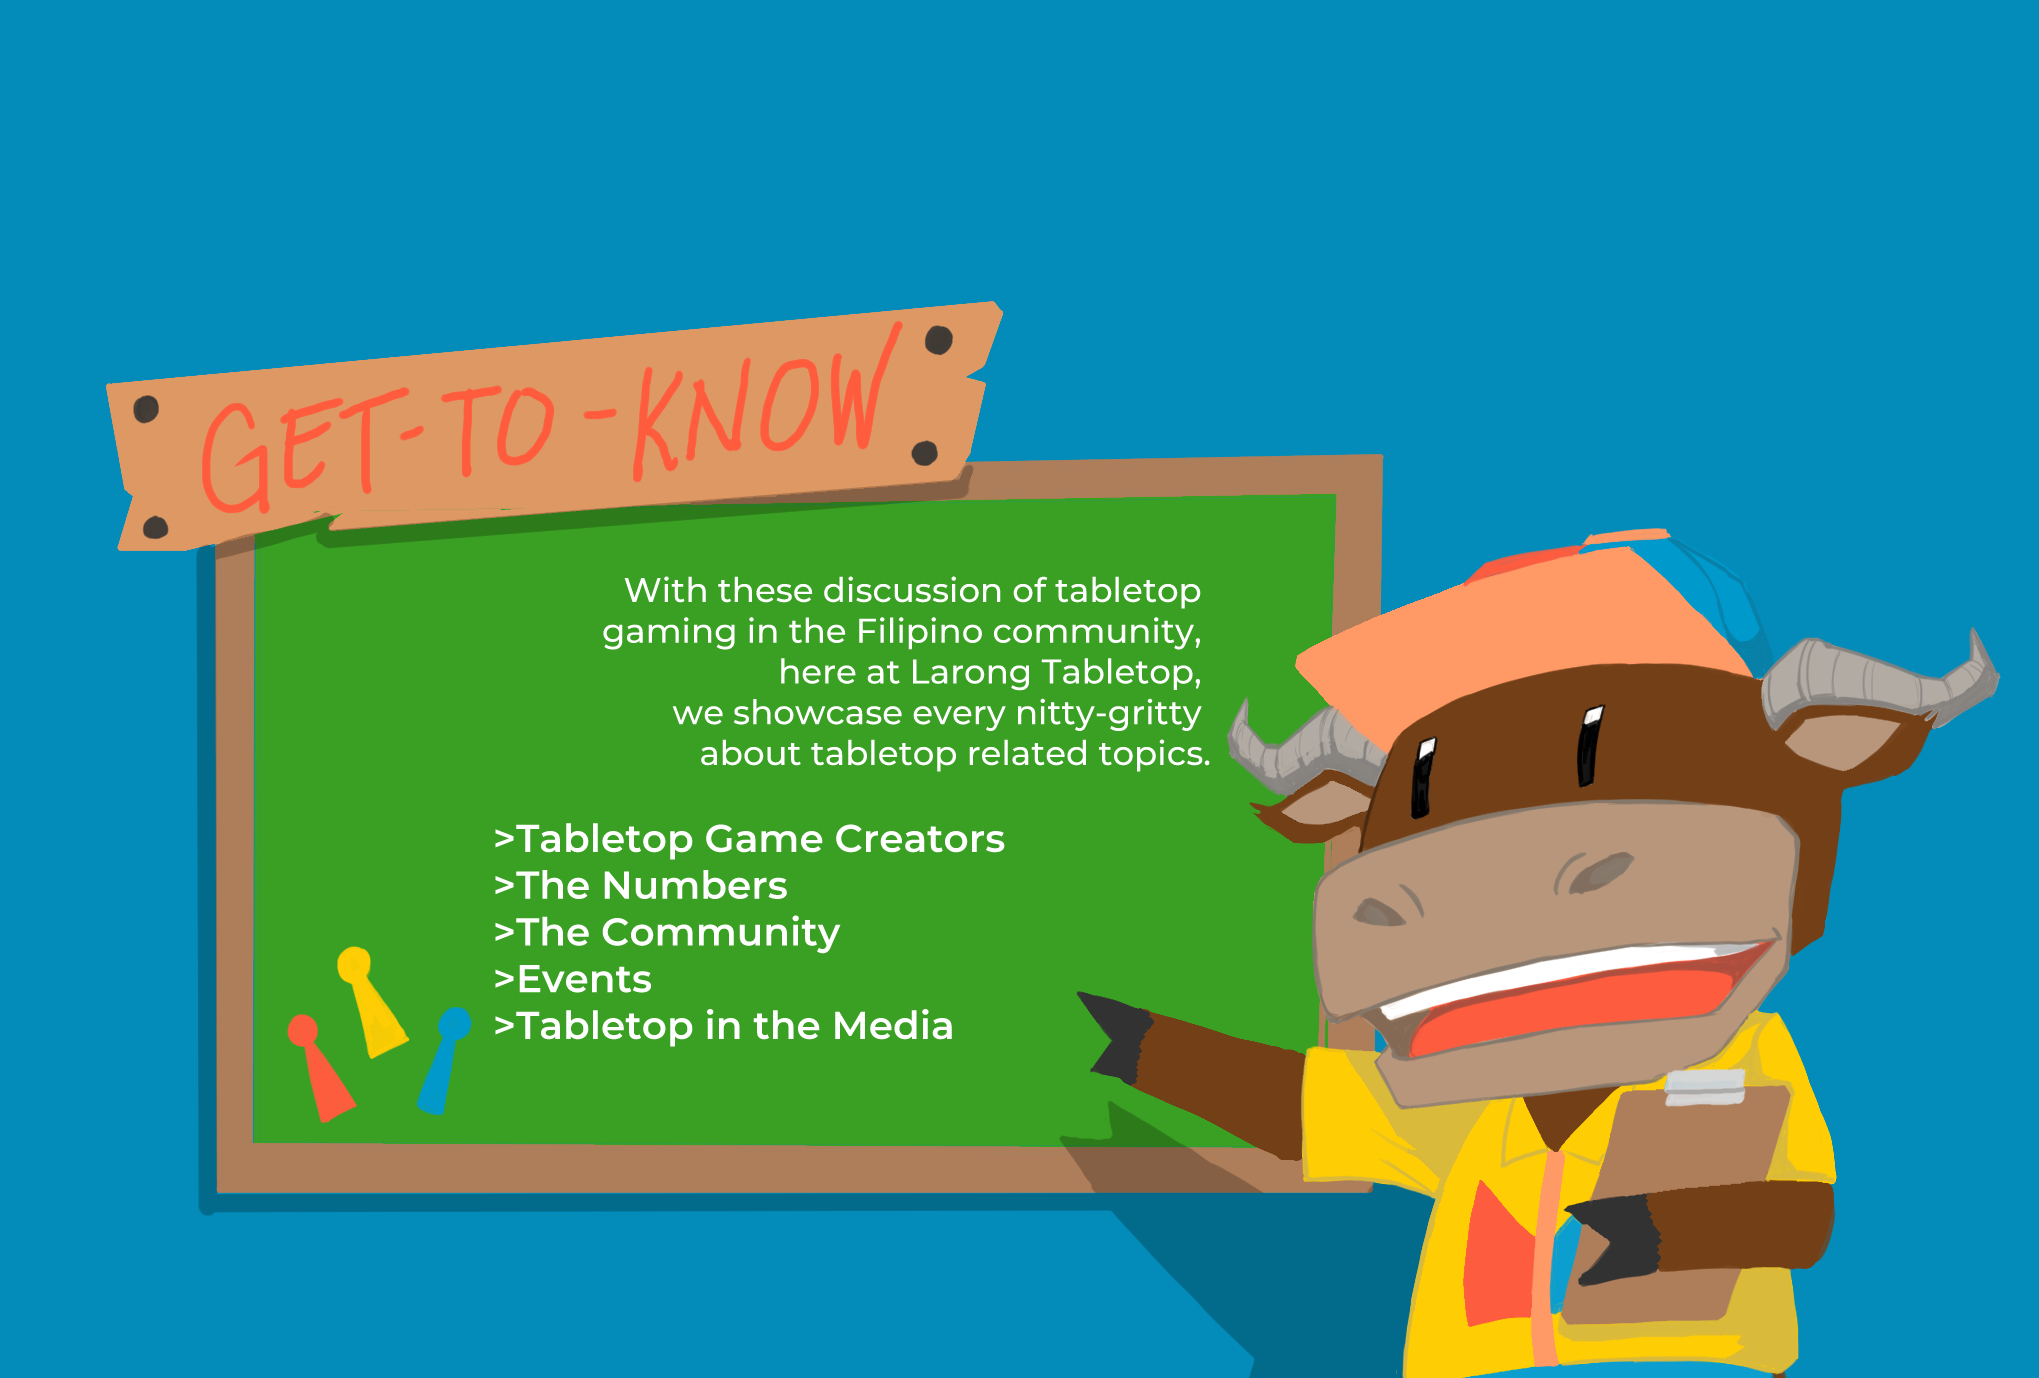 GET-TO-KNOW
With these discussion of tabletop
gaming in the Filipino community,
here at Larong Tabletop,
we showcase every nitty-gritty
about tabletop related topics.
>Tabletop Game Creators
>The Numbers
>The Community
>Events
>Tabletop in the Media